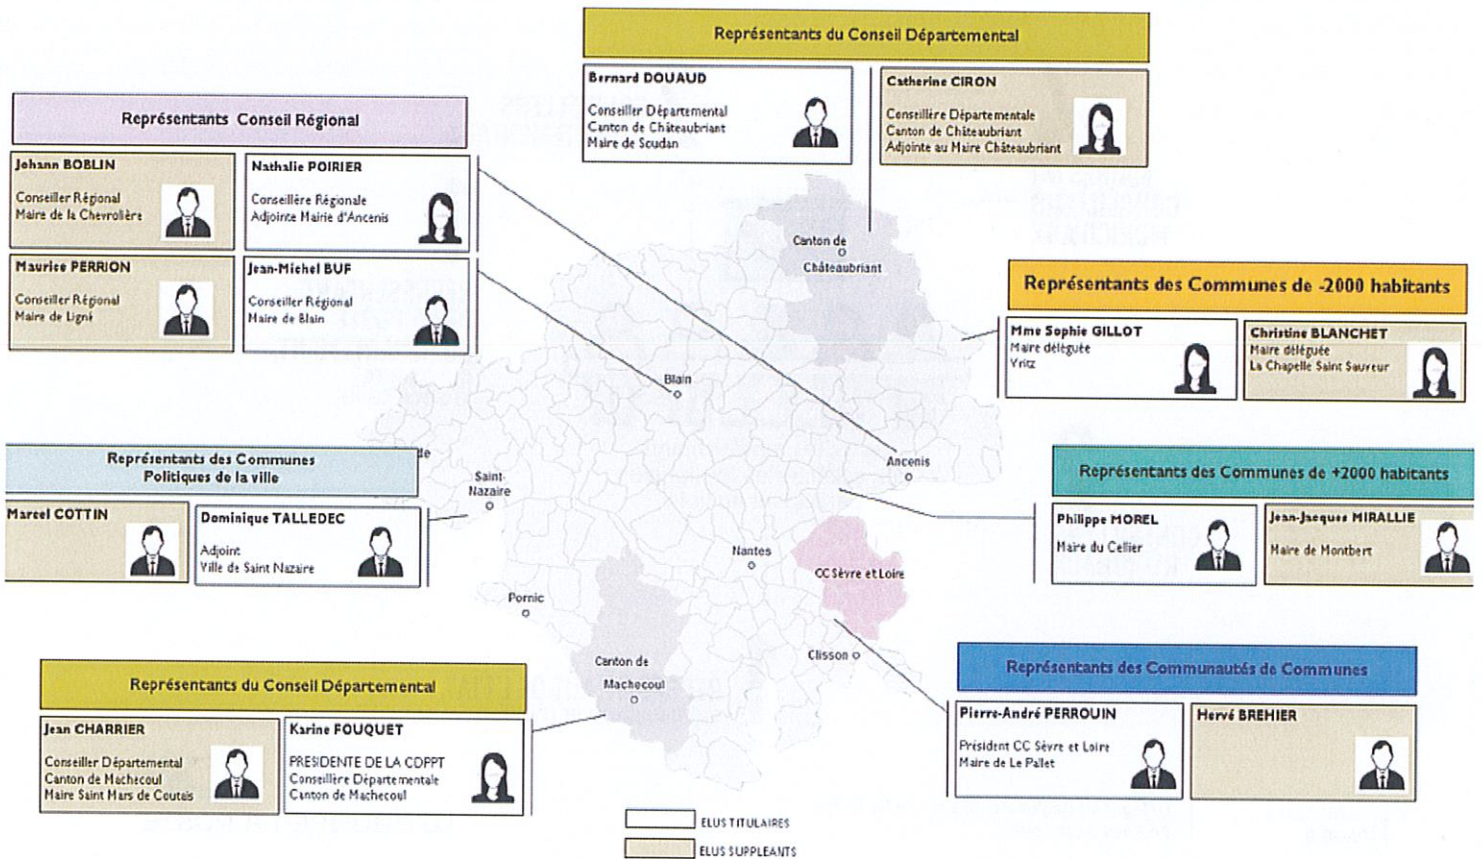 Représentants du Conseil Départemental
Bernard DOUAUD
Conseiller Départemental
Canton de Châteaubriant
Maire de Soudan
Catherine CIRON
Conseillère Départementale
Canton de Châteaubriant
Adjointe au Maire Châteaubriant
Représentants Conseil Régional
Johann BOBLIN
Conseiller Régional
Maire de la Chevrolière
Nathalie POIRIER
Conseillère Régionale
Adjointe Mairie d'Ancenis
Maurice PERRION
Conseiller Régional
Maire de Ligné
Jean-Michel BUF
Conseiller Régional
Maire de Blain
Canton de
Châteaubriant
Représentants des Communes de -2000 habitants
Mme Sophie GILLOT
Maire déléguée
Vritz
Christine BLANCHET
Maire déléguée
La Chapelle Saint Sauveur
Blain
Ancenis
Représentants des Communes
Politiques de la ville
de
Marcel COTTIN
Dominique TALLEDEC
Adjoint
Ville de Saint Nazaire
Saint-
Nazaire
Représentants des Communes de +2000 habitants
Philippe MOREL
Maire du Cellier
Jean-Jacques MIRALLIE
Maire de Montbert
Nantes
CC Sèvre et Loire
Pornic
Clisson
Canton de
Machecoul
Représentants du Conseil Départemental
Jean CHARRIER
Conseiller Départemental
Canton de Machecoul
Maire Saint Mars de Coutais
Karine FOUQUET
PRESIDENTE DE LA CDPPT
Conseillère Départementale
Canton de Machecoul
Représentants des Communautés de Communes
Pierre-André PERROUIN
Président CC Sèvre et Loire
Maire de Le Pallet
Hervé BREHIER
ELUS TITULAIRES
ELUS SUPPLEANTS